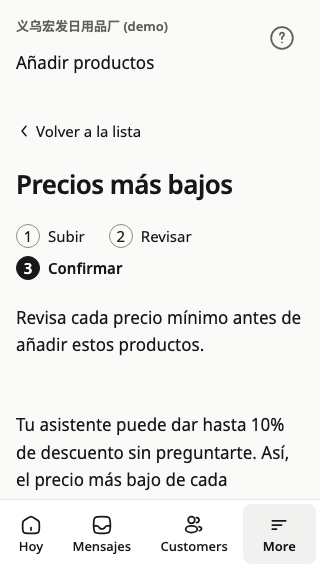 义乌宏发日用品厂 (demo)
Añadir productos
Volver a la lista
Precios más bajos
1 Subir 2 Revisar
3 Confirmar
Revisa cada precio mínimo antes de
añadir estos productos.
Tu asistente puede dar hasta 10%
de descuento sin preguntarte. Así,
el precio más bajo de cada
Hoy Mensajes Customers More